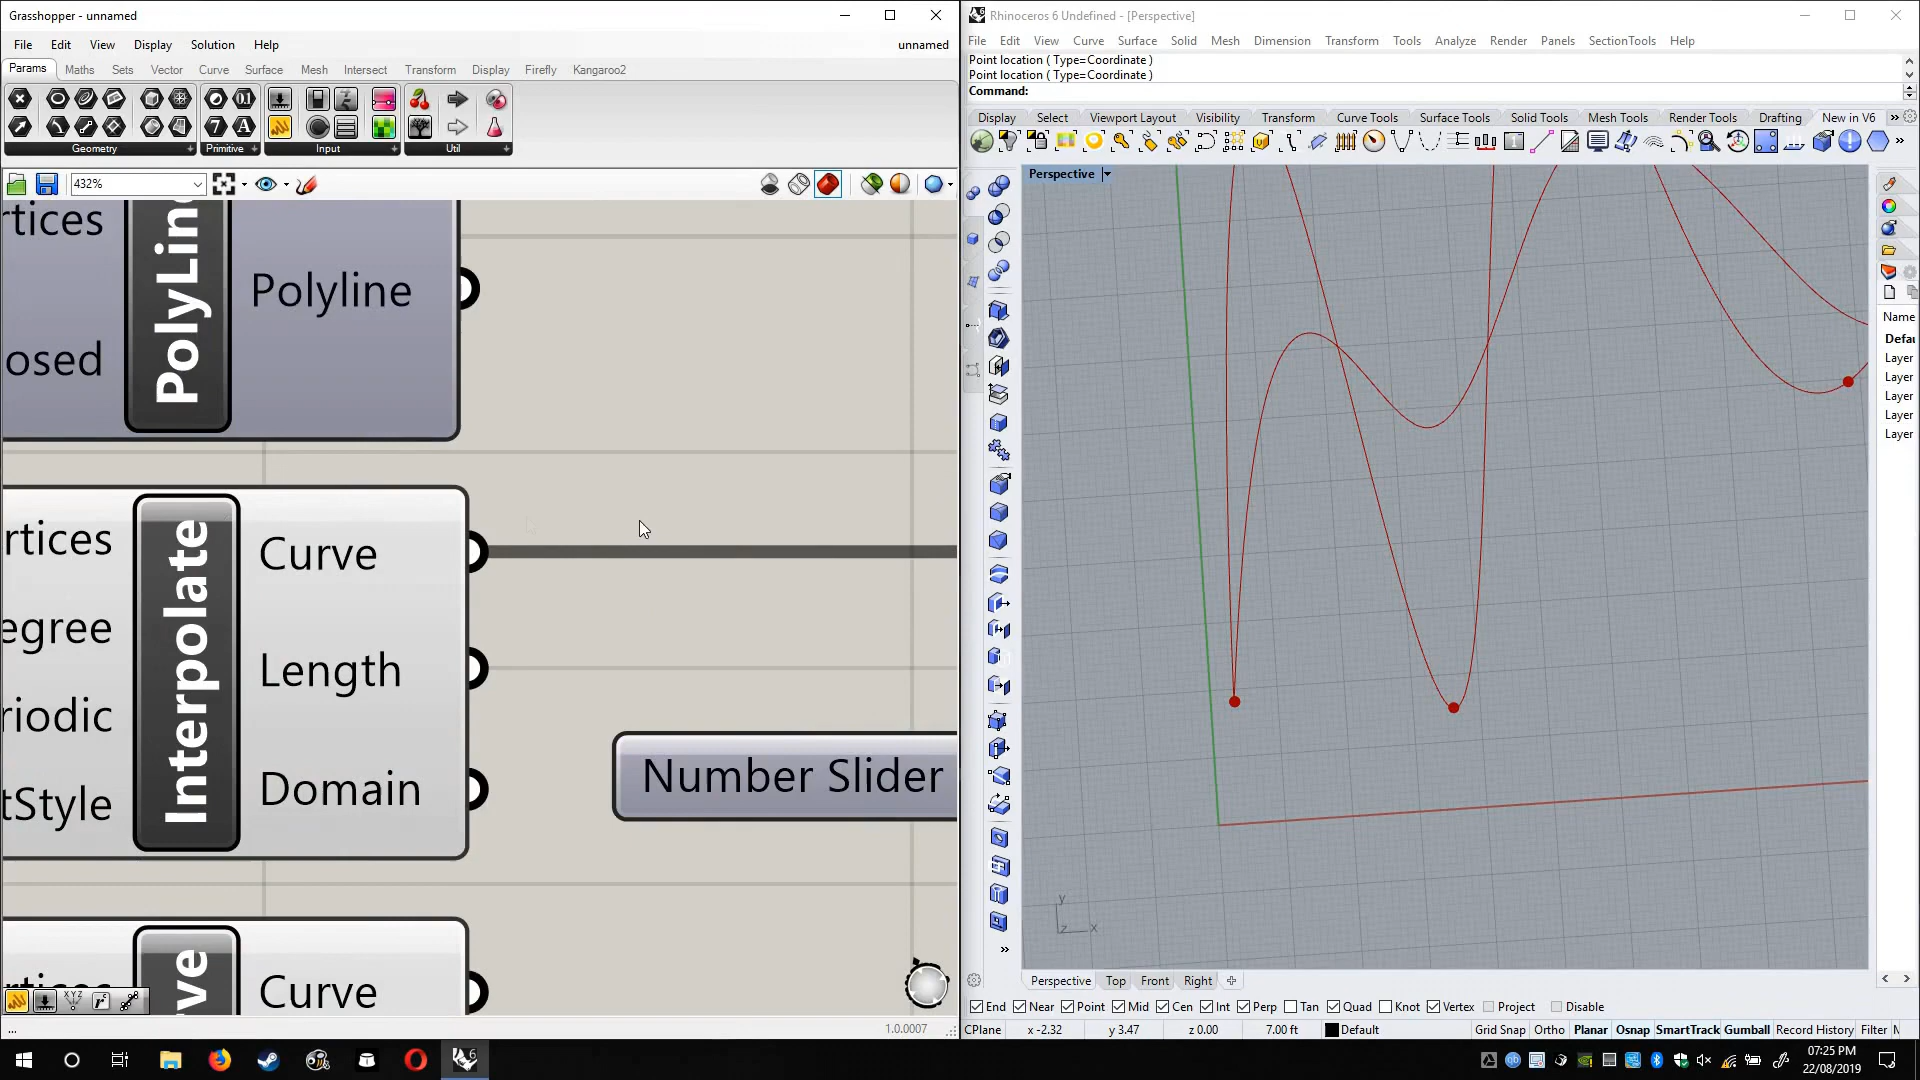 Grasshopper - unnamed
File Edit View Display Solution Help
unnamed
Params Maths Sets Vector Curve Surface Mesh Intersect Transform Display Firefly Kangaroo2
Geometry Primitive Input Util
432%
rtices
osed
PolyLin
Polyline
rtices
egree
riodic
tStyle
Interpolate
Curve
Length
Domain
Number Slider
Curve
...
1.0.0007
Rhinoceros 6 Undefined - [Perspective]
File Edit View Curve Surface Solid Mesh Dimension Transform Tools Analyze Render Panels SectionTools Help
Point location ( Type=Coordinate )
Point location ( Type=Coordinate )
Command:
Display Select Viewport Layout Visibility Transform Curve Tools Surface Tools Solid Tools Mesh Tools Render Tools Drafting New in V6
Perspective
Name
Defau
Layer
Layer
Layer
Layer
Layer
y
z x
Perspective Top Front Right
End Near Point Mid Cen Int Perp Tan Quad Knot Vertex Project Disable
CPlane x -2.32 y 3.47 z 0.00 7.00 ft Default Grid Snap Ortho Planar Osnap SmartTrack Gumball Record History Filter
07:25 PM
22/08/2019